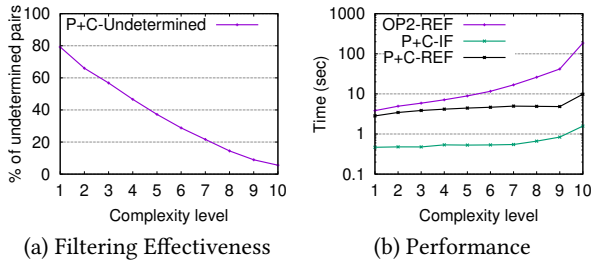 % of undetermined pairs
100
80
60
40
20
0
P+C-Undetermined
1 2 3 4 5 6 7 8 9 10
Complexity level
(a) Filtering Effectiveness
Time (sec)
1000
100
10
1
0.1
OP2-REF
P+C-IF
P+C-REF
1 2 3 4 5 6 7 8 9 10
Complexity level
(b) Performance